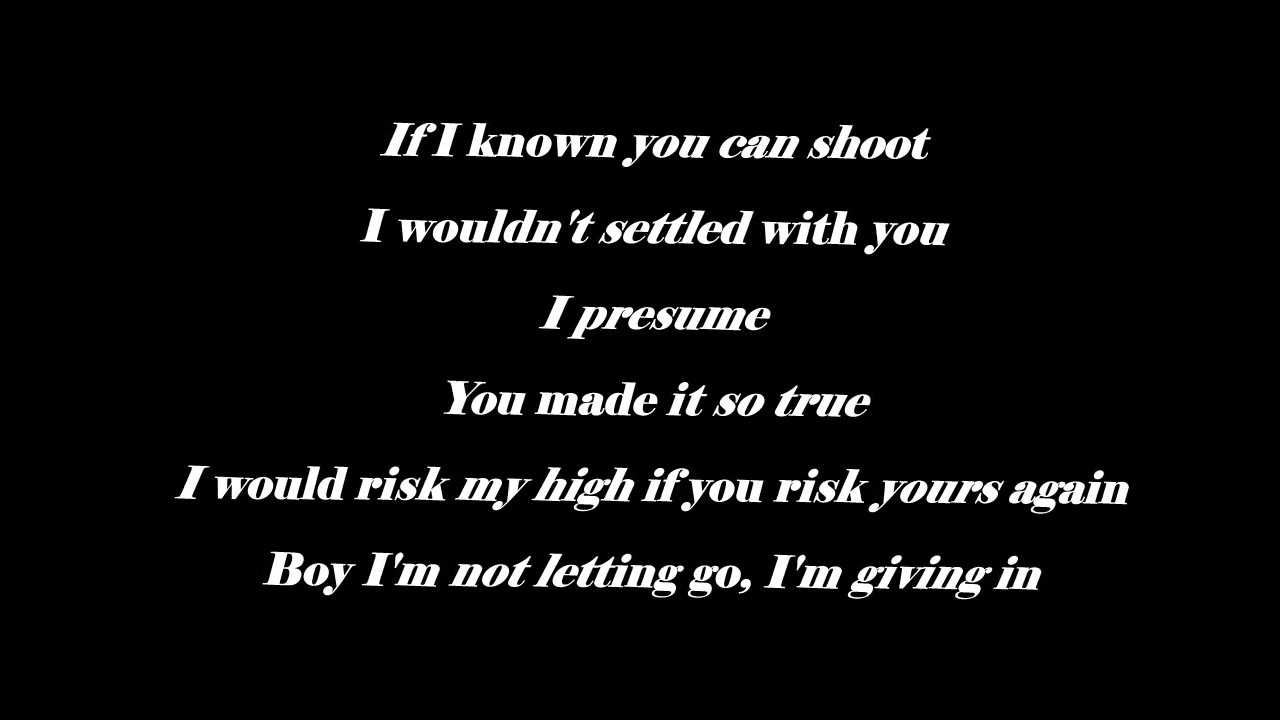 If I known you can shoot
I wouldn't settled with you
I presume
You made it so true
I would risk my high if you risk yours again
Boy I'm not letting go, I'm giving in